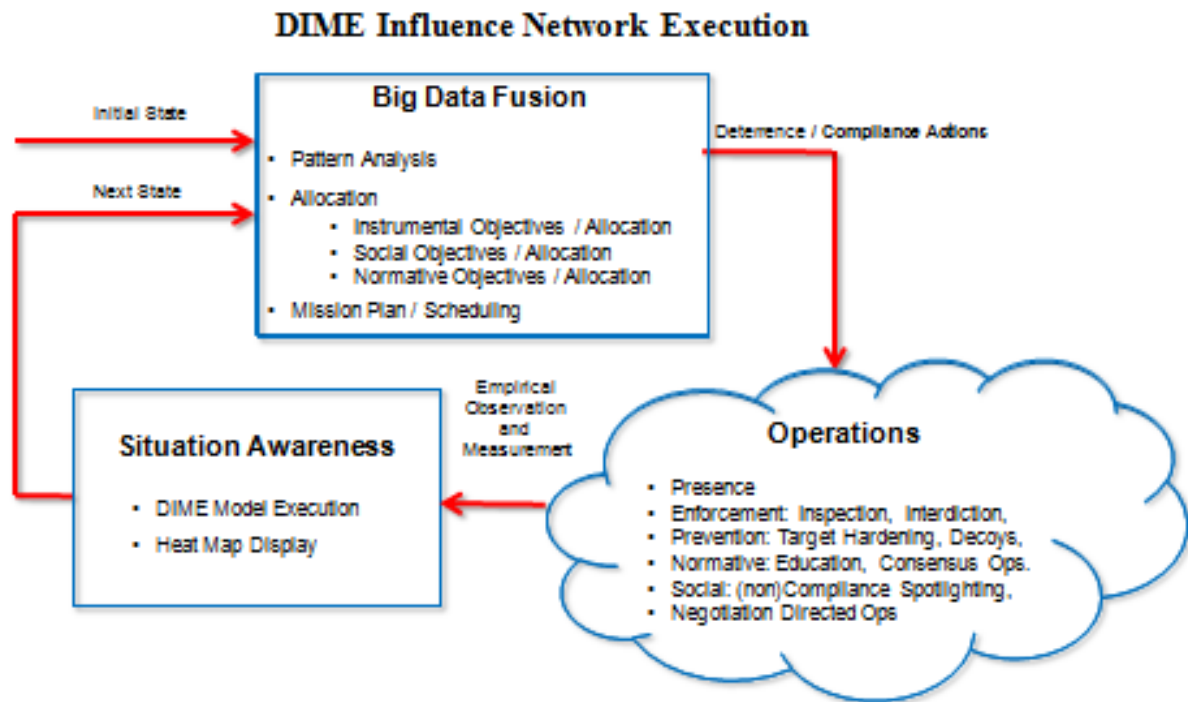 DIME Influence Network Execution
Big Data Fusion
Initial State
Deterrence / Compliance Actions
• Pattern Analysis
Next State
• Allocation
• Instrumental Objectives / Allocation
• Social Objectives / Allocation
• Normative Objectives / Allocation
• Mission Plan / Scheduling
Empirical
Observation
and
Measurement
Situation Awareness
• DIME Model Execution
• Heat Map Display
Operations
• Presence
• Enforcement: Inspection, Interdiction,
• Prevention: Target Hardening, Decoys,
• Normative: Education, Consensus Ops.
• Social: (non)Compliance Spotlighting,
• Negotiation Directed Ops